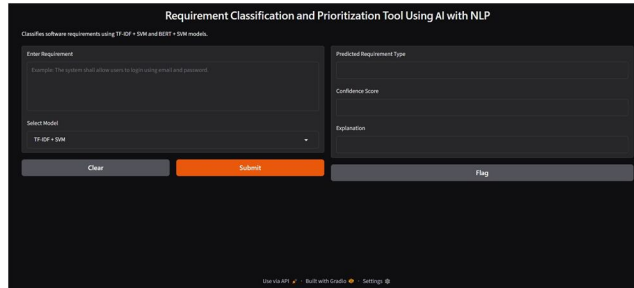 Requirement Classification and Prioritization Tool Using AI with NLP
Classifies software requirements using TF-IDF + SVM and BERT + SVM models.
Enter Requirement
Example: The system shall allow users to login using email and password.
Select Model
TF-IDF + SVM
Clear
Submit
Predicted Requirement Type
Confidence Score
Explanation
Flag
Use via API · Built with Gradio · Settings